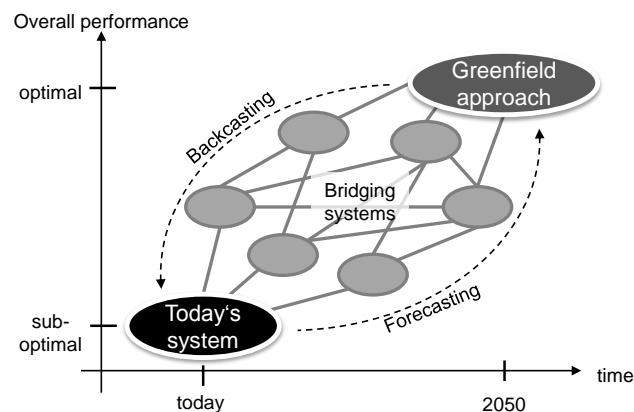 Overall performance
optimal
Greenfield
approach
Backcasting
Bridging
systems
Today‘s
system
Forecasting
sub-
optimal
time
today
2050